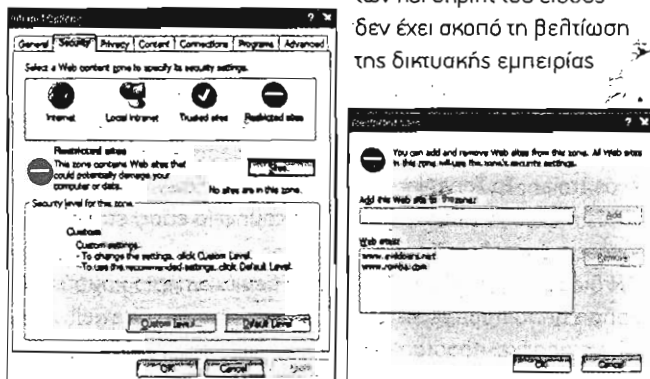 Internet Options
General Security Privacy Content Connections Programs Advanced
Select a Web content zone to specify its security settings.
Internet Local intranet Trusted sites Restricted sites
Restricted sites
This zone contains Web sites that
could potentially damage your
computer or data.
Sites...
No sites are in this zone.
Security level for this zone
Custom
Custom settings.
- To change the settings, click Custom Level.
- To use the recommended settings, click Default Level.
Custom Level... Default Level
OK Cancel Apply
δεν έχει σκοπό τη βελτίωση
της δικτυακής εμπειρίας
Restricted sites
You can add and remove Web sites from this zone. All Web sites
in this zone will use the zone's security settings.
Add this Web site to the zone:
Add
Web sites:
Remove
OK Cancel